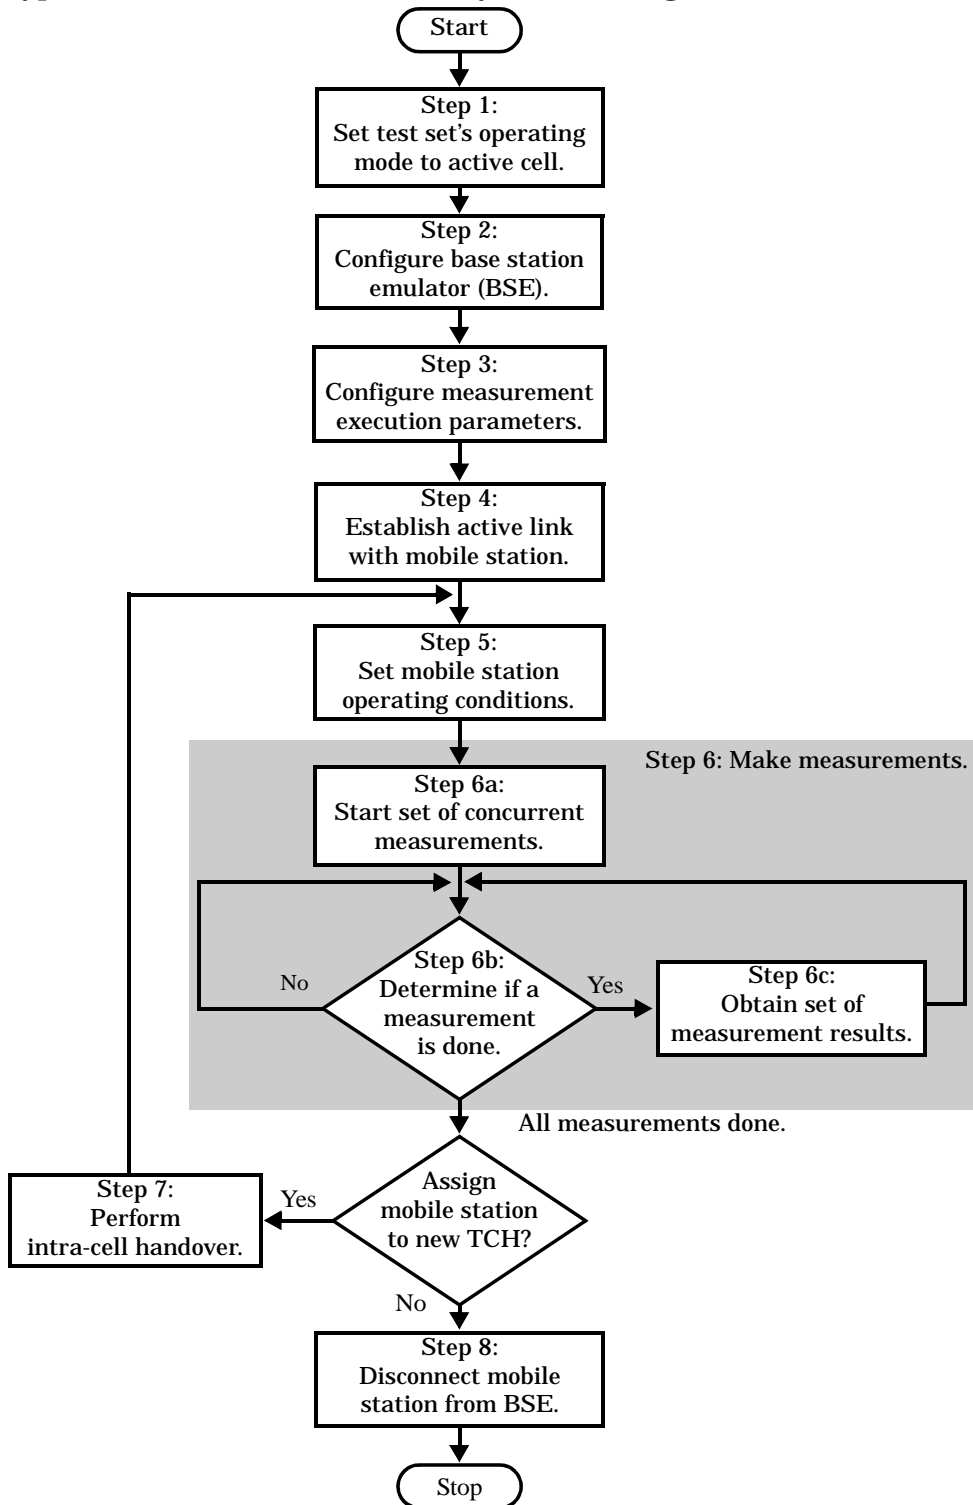 Start
Step 1:
Set test set's operating
mode to active cell.
Step 2:
Configure base station
emulator (BSE).
Step 3:
Configure measurement
execution parameters.
Step 4:
Establish active link
with mobile station.
Step 5:
Set mobile station
operating conditions.
Step 6: Make measurements.
Step 6a:
Start set of concurrent
measurements.
No
Step 6b:
Determine if a
measurement
is done.
Yes
Step 6c:
Obtain set of
measurement results.
All measurements done.
Step 7:
Perform
intra-cell handover.
Yes
Assign
mobile station
to new TCH?
No
Step 8:
Disconnect mobile
station from BSE.
Stop